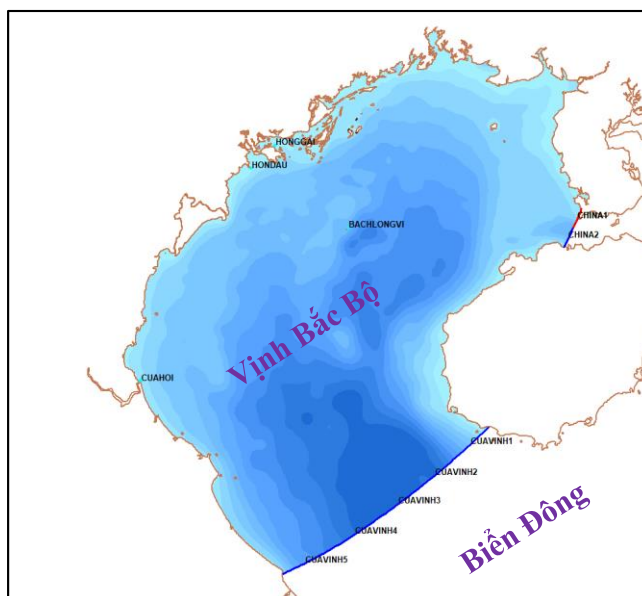 HONGGAI
HONDAU
CHINA1
BACHLONGVI
CHINA2
Vịnh Bắc Bộ
CUAHOI
CUAVINH1
CUAVINH2
CUAVINH3
Biển Đông
CUAVINH4
CUAVINH5